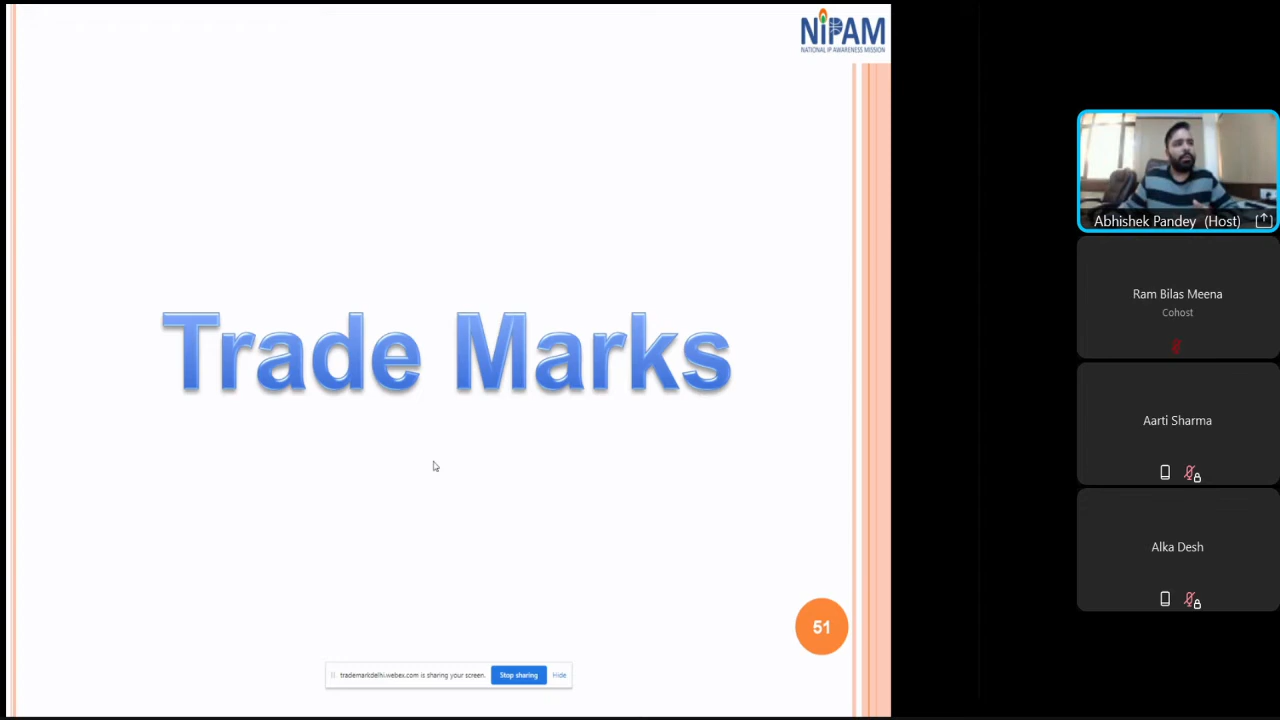 NiPAM
NATIONAL IP AWARENESS MISSION
Trade Marks
51
trademarkdelhi.webex.com is sharing your screen.
Stop sharing
Hide
Abhishek Pandey (Host)
Ram Bilas Meena
Cohost
Aarti Sharma
Alka Desh